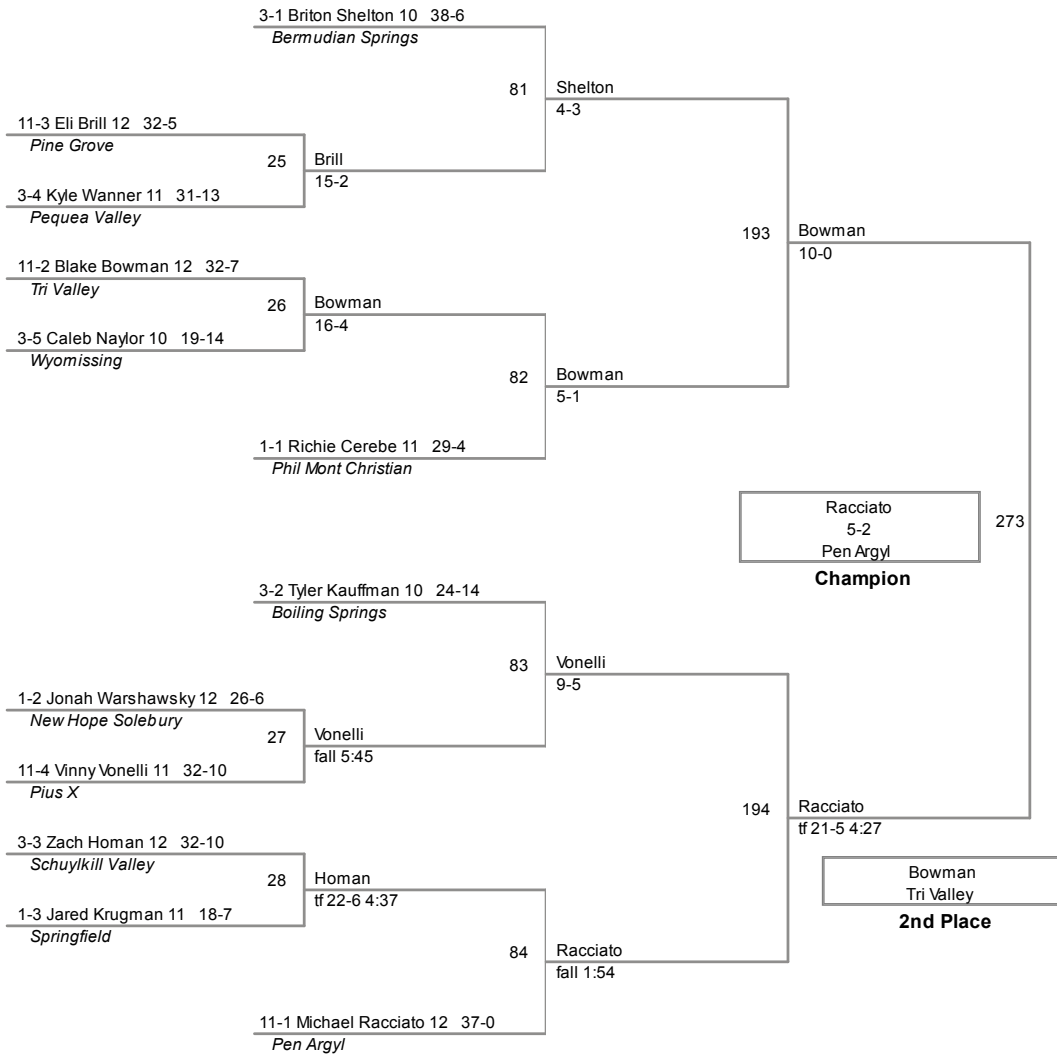 3-1 Briton Shelton 10 38-6
Bermudian Springs
81 Shelton
4-3
11-3 Eli Brill 12 32-5
Pine Grove
25 Brill
15-2
3-4 Kyle Wanner 11 31-13
Pequea Valley
193 Bowman
10-0
11-2 Blake Bowman 12 32-7
Tri Valley
26 Bowman
16-4
3-5 Caleb Naylor 10 19-14
Wyomissing
82 Bowman
5-1
1-1 Richie Cerebe 11 29-4
Phil Mont Christian
Racciato
5-2
Pen Argyl
273
Champion
3-2 Tyler Kauffman 10 24-14
Boiling Springs
83 Vonelli
9-5
1-2 Jonah Warshawsky 12 26-6
New Hope Solebury
27 Vonelli
fall 5:45
11-4 Vinny Vonelli 11 32-10
Pius X
194 Racciato
tf 21-5 4:27
3-3 Zach Homan 12 32-10
Schuylkill Valley
28 Homan
tf 22-6 4:37
Bowman
Tri Valley
2nd Place
1-3 Jared Krugman 11 18-7
Springfield
84 Racciato
fall 1:54
11-1 Michael Racciato 12 37-0
Pen Argyl